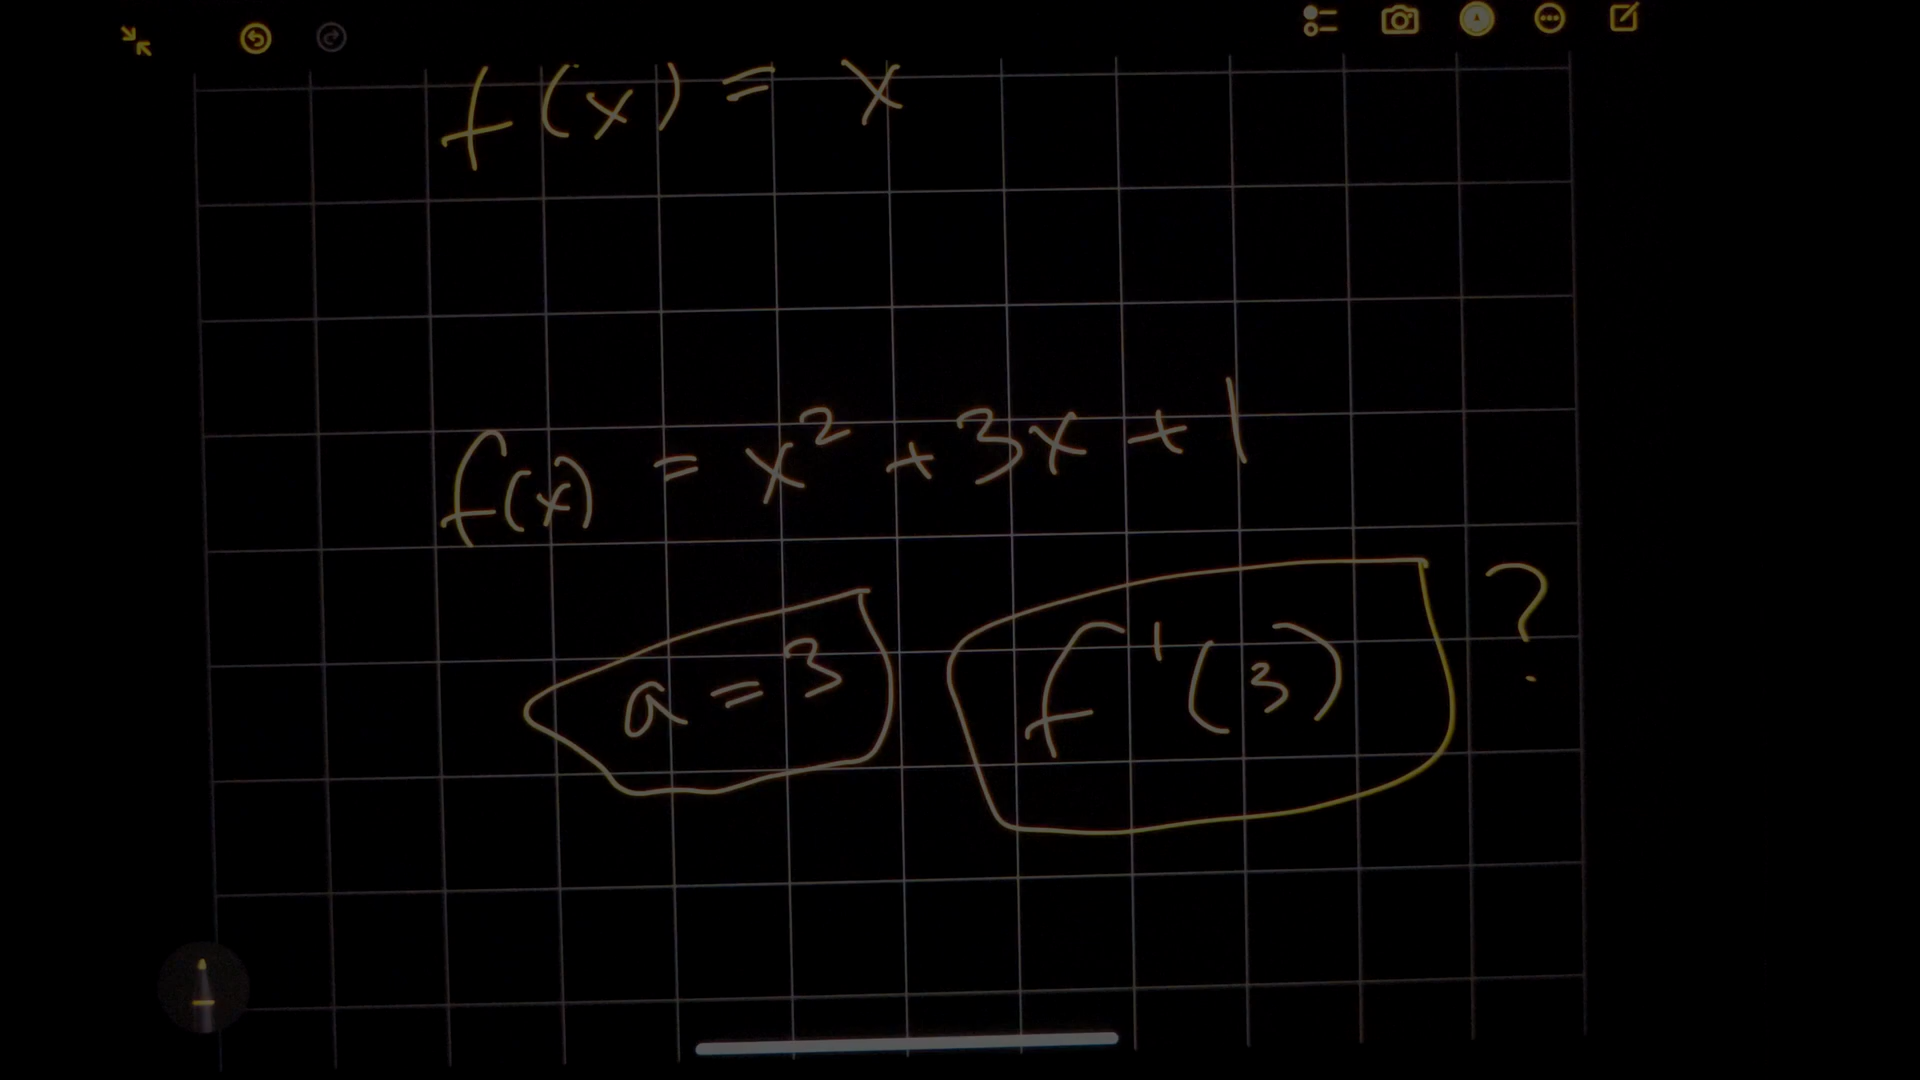 f(x) = x
f(x) = x² + 3x + 1
a = 3 f'(3) ?